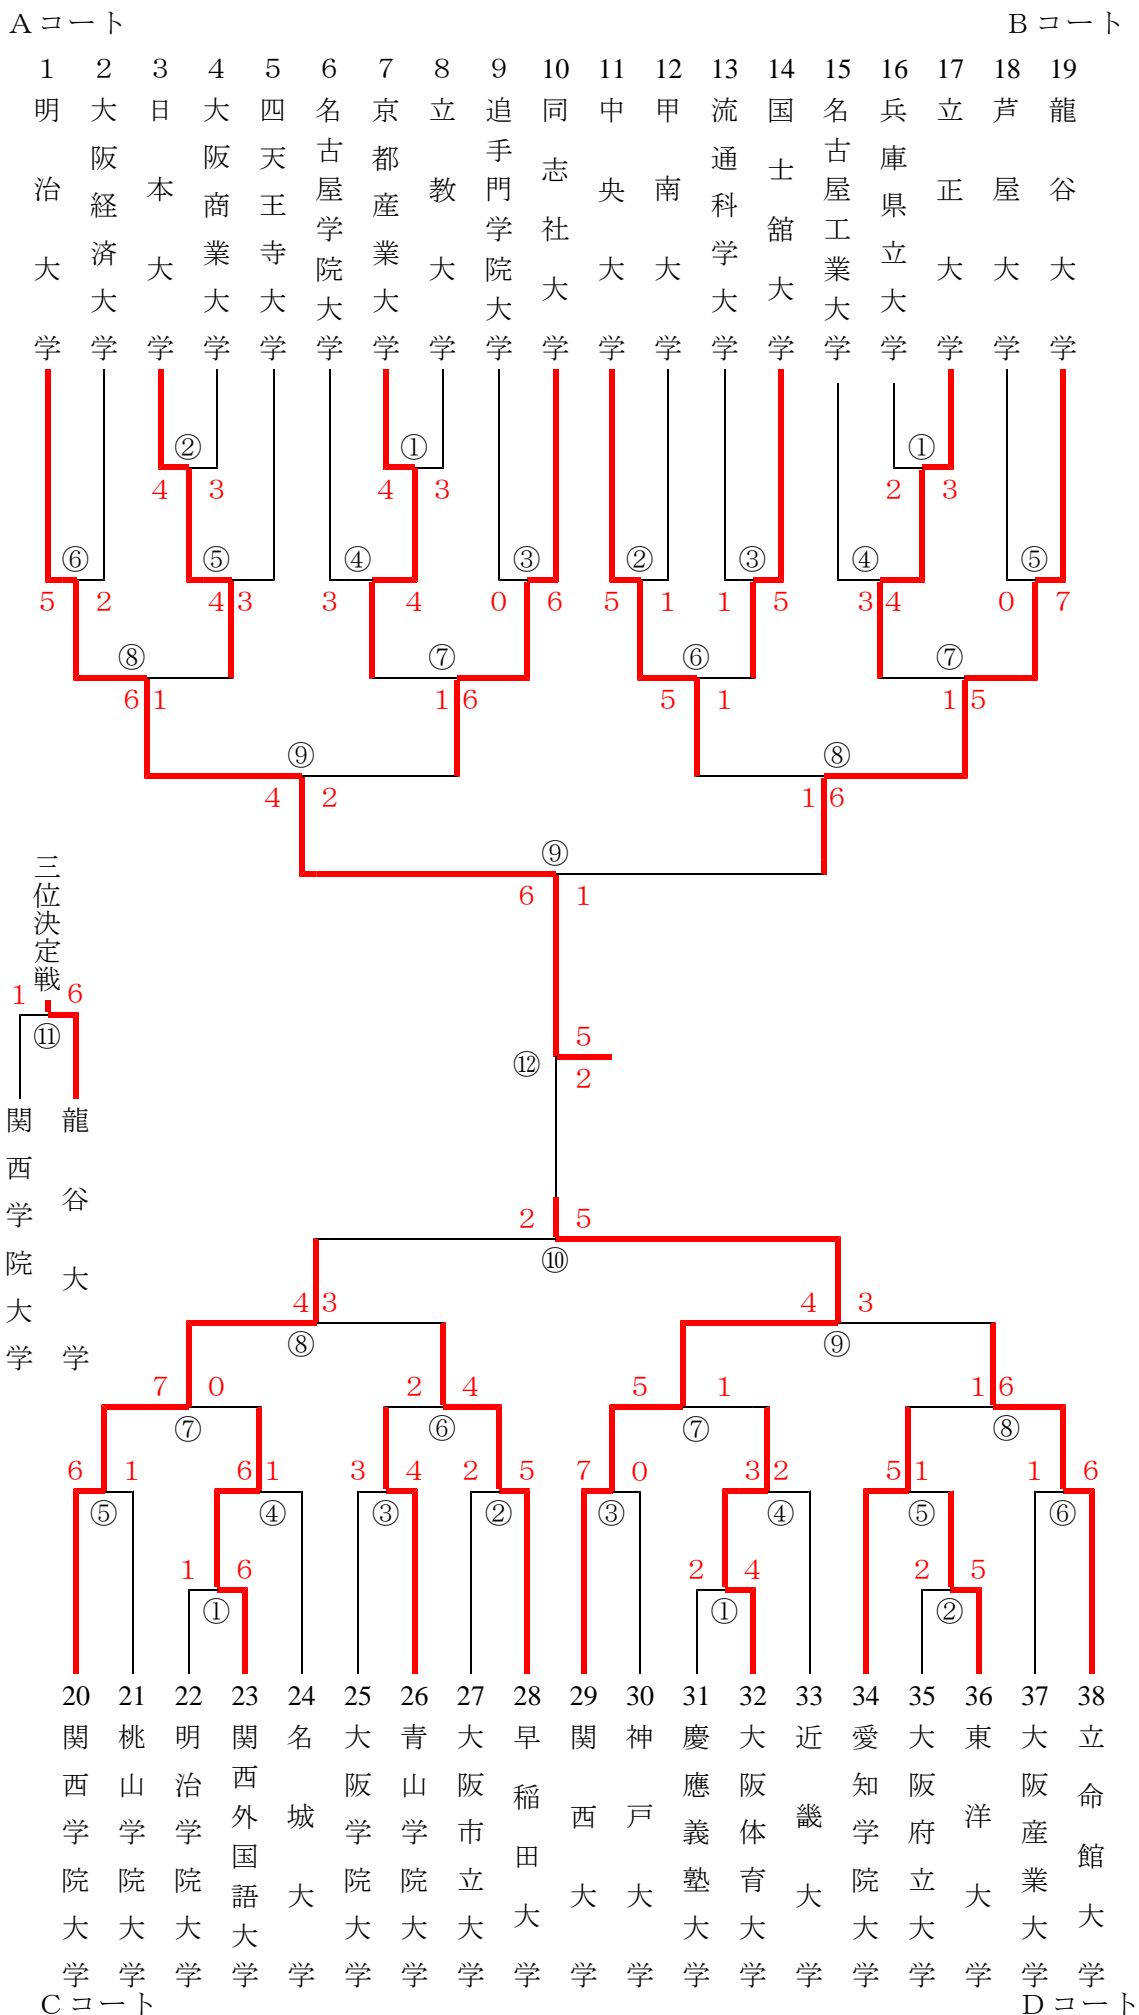 Aコート
Bコート
1 2 3 4 5 6 7 8 9 10 11 12 13 14 15 16 17 18 19
明治大学
大阪経済大学
日本大学
大阪商業大学
四天王寺大学
名古屋学院大学
京都産業大学
立教大学
追手門学院大学
同志社大学
中央大学
甲南大学
流通科学大学
国士舘大学
名古屋工業大学
兵庫県立大学
立正大学
芦屋大学
龍谷大学
② ① ①
4 3 4 3 2 3
⑥ ⑤ ④ ③ ② ③ ④ ⑤
5 2 4 3 3 4 0 6 5 1 1 5 3 4 0 7
⑧ ⑦ ⑥ ⑦
6 1 1 6 5 1 1 5
⑨ ⑧
4 2 1 6
⑨
6 1
三位決定戦
1 6
⑪
関西学院大学
龍谷大学
5
⑫
2
2 5
⑩
4 3 4 3
⑧ ⑨
7 0 2 4 5 1 1 6
⑦ ⑥ ⑦ ⑧
6 1 6 1 3 4 2 5 7 0 3 2 5 1 1 6
⑤ ④ ③ ② ③ ④ ⑤ ⑥
1 6 2 4 2 5
① ① ②
20 21 22 23 24 25 26 27 28 29 30 31 32 33 34 35 36 37 38
関西学院大学
桃山学院大学
明治学院大学
関西外国語大学
名城大学
大阪学院大学
青山学院大学
大阪市立大学
早稲田大学
関西大学
神戸大学
慶應義塾大学
大阪体育大学
近畿大学
愛知学院大学
大阪府立大学
東洋大学
大阪産業大学
立命館大学
Cコート
Dコート